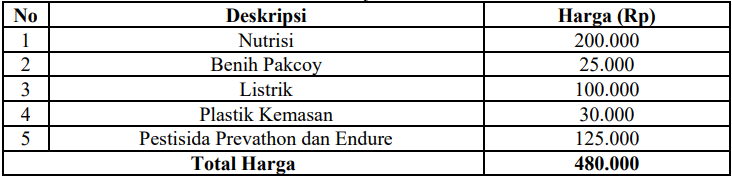 No Deskripsi Harga (Rp)
1 Nutrisi 200.000
2 Benih Pakcoy 25.000
3 Listrik 100.000
4 Plastik Kemasan 30.000
5 Pestisida Prevathon dan Endure 125.000
Total Harga 480.000